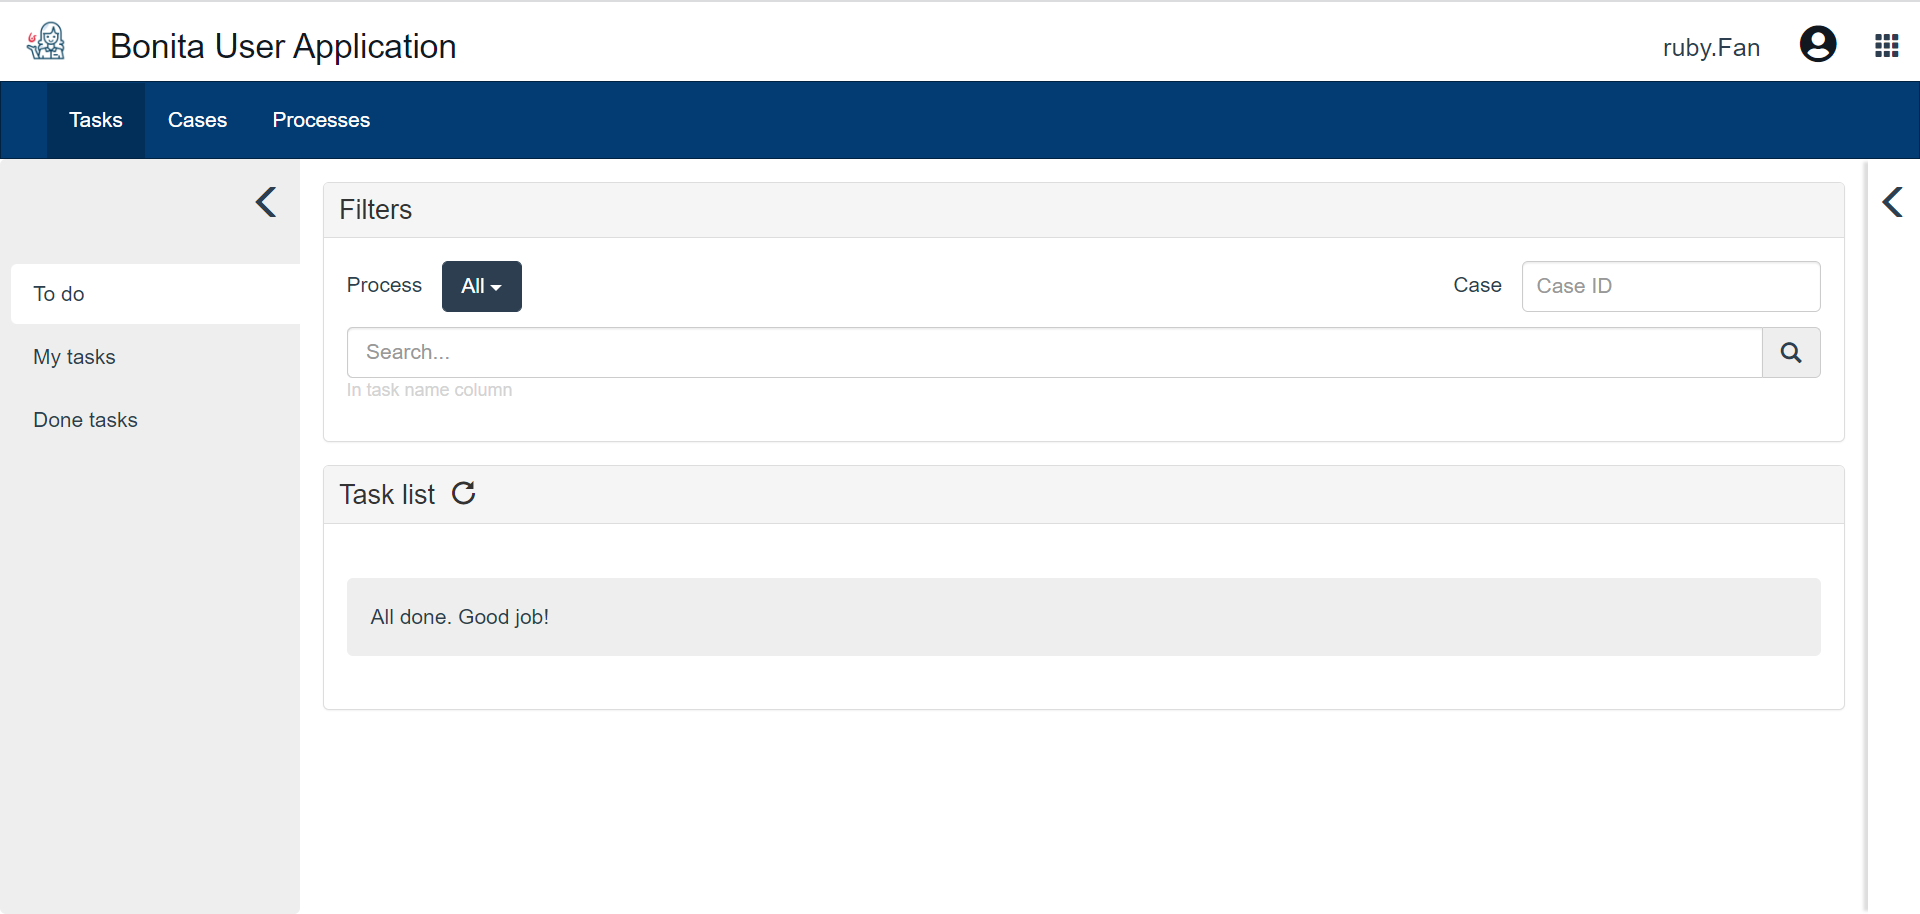 Bonita User Application
ruby.Fan
Tasks
Cases
Processes
To do
My tasks
Done tasks
Filters
Process
All
Case
Case ID
Search...
In task name column
Task list
All done. Good job!